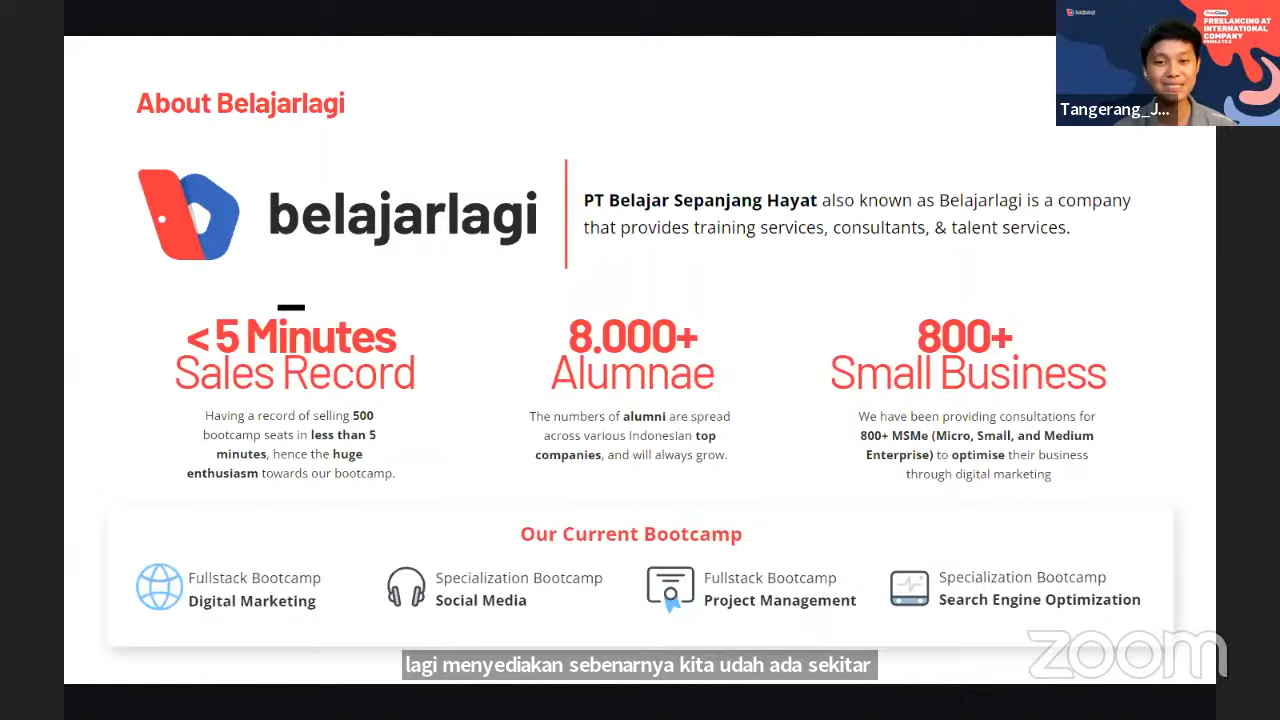 About Belajarlagi
belajarlagi
PT Belajar Sepanjang Hayat also known as Belajarlagi is a company
that provides training services, consultants, & talent services.
< 5 Minutes
Sales Record
Having a record of selling 500
bootcamp seats in less than 5
minutes, hence the huge
enthusiasm towards our bootcamp.
8.000+
Alumnae
The numbers of alumni are spread
across various Indonesian top
companies, and will always grow.
800+
Small Business
We have been providing consultations for
800+ MSMe (Micro, Small, and Medium
Enterprise) to optimise their business
through digital marketing
Our Current Bootcamp
Fullstack Bootcamp
Digital Marketing
Specialization Bootcamp
Social Media
Fullstack Bootcamp
Project Management
Specialization Bootcamp
Search Engine Optimization
lagi menyediakan sebenarnya kita udah ada sekitar
zoom
belajarlagi
FreeClass
FREELANCING AT
INTERNATIONAL
COMPANY
FROM A TO Z
Tangerang_J...